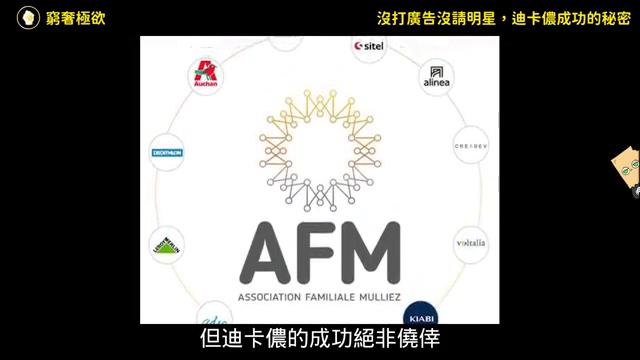 窮奢極欲
沒打廣告沒請明星，迪卡儂成功的秘密
sitel
Auchan
alinea
DECATHLON
CREADEV
LEROY MERLIN
voltalia
AFM
ASSOCIATION FAMILIALE MULLIEZ
KIABI
但迪卡儂的成功絕非僥倖